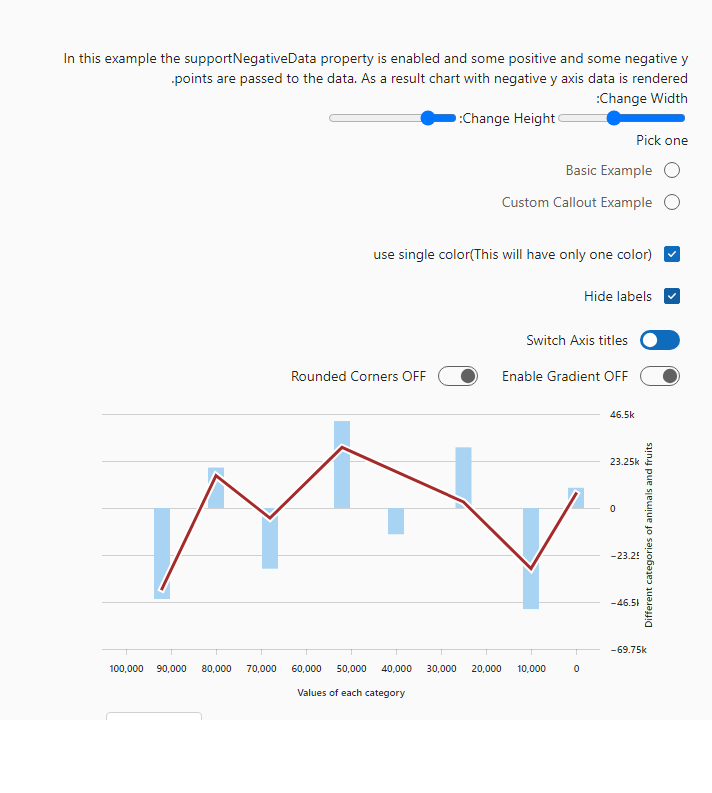 In this example the supportNegativeData property is enabled and some positive and some negative y
.points are passed to the data. As a result chart with negative y axis data is rendered
:Change Width
:Change Height
Pick one
Basic Example
Custom Callout Example
use single color(This will have only one color)
Hide labels
Switch Axis titles
Rounded Corners OFF Enable Gradient OFF
46.5k
23.25k
0
−23.25
−46.5k
−69.75k
Different categories of animals and fruits
100,000 90,000 80,000 70,000 60,000 50,000 40,000 30,000 20,000 10,000 0
Values of each category